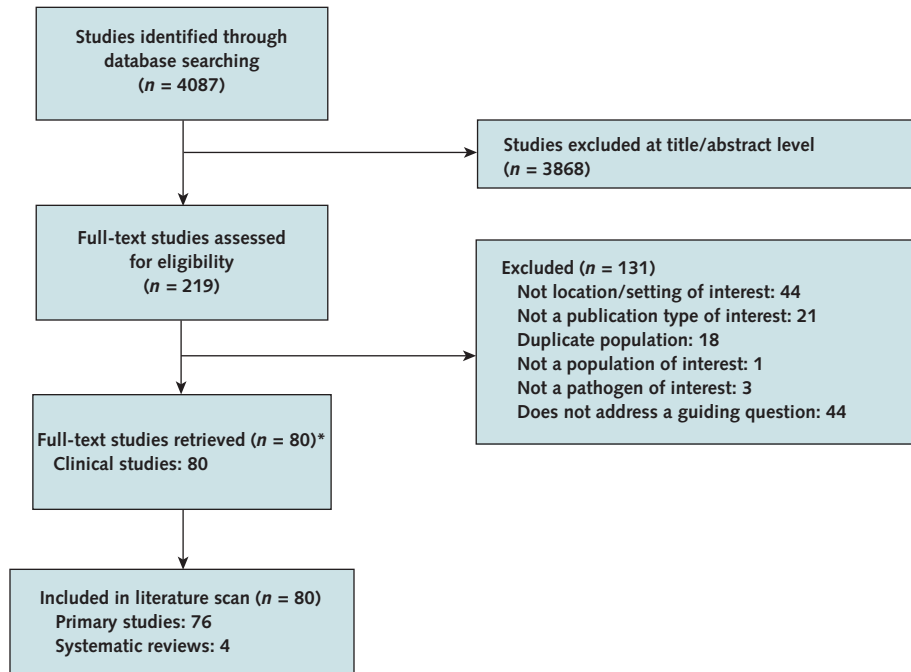 Studies identified through
database searching
(n = 4087)
Studies excluded at title/abstract level
(n = 3868)
Full-text studies assessed
for eligibility
(n = 219)
Excluded (n = 131)
Not location/setting of interest: 44
Not a publication type of interest: 21
Duplicate population: 18
Not a population of interest: 1
Not a pathogen of interest: 3
Does not address a guiding question: 44
Full-text studies retrieved (n = 80)*
Clinical studies: 80
Included in literature scan (n = 80)
Primary studies: 76
Systematic reviews: 4